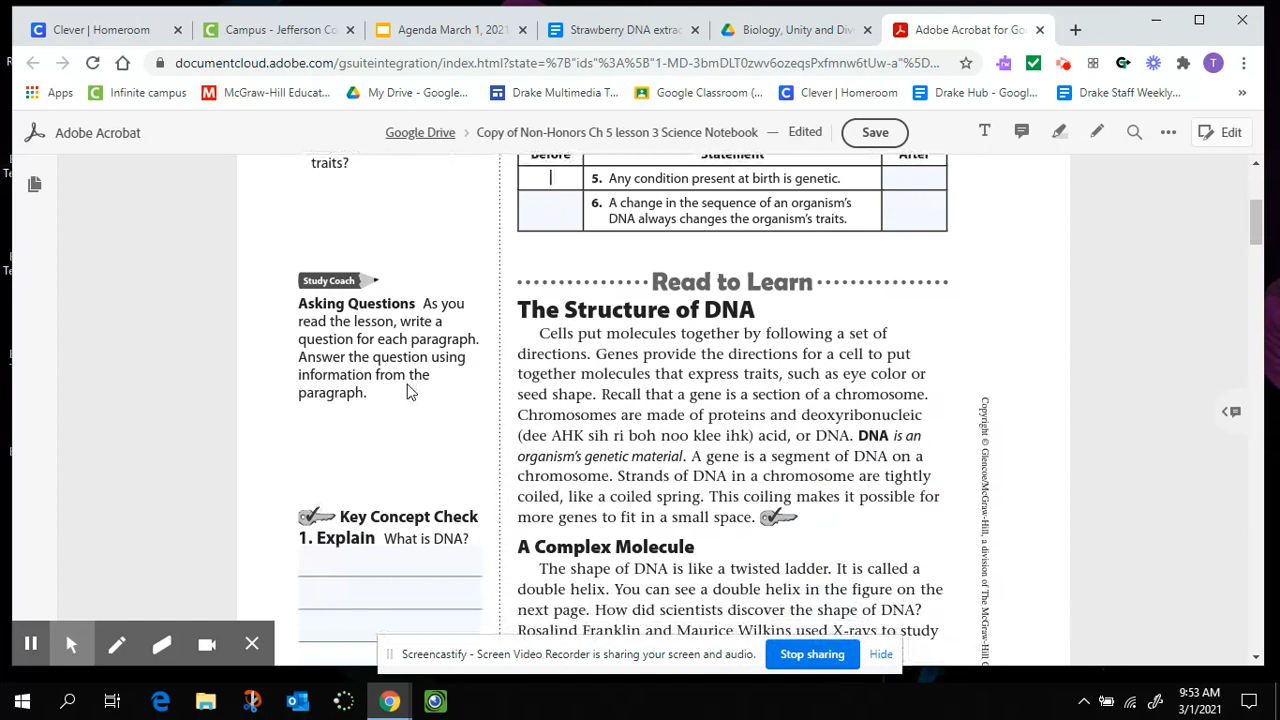 Clever | Homeroom
Campus - Jefferson Co
Agenda March 1, 2021
Strawberry DNA extrac
Biology, Unity and Div
Adobe Acrobat for Go
documentcloud.adobe.com/gsuiteintegration/index.html?state=%7B"ids"%3A%5B"1-MD-3bmDLT0zwv6ozeqsPxfmnw6tUw-a"%5D...
T
Apps
Infinite campus
McGraw-Hill Educat...
My Drive - Google...
Drake Multimedia T...
Google Classroom (...
Clever | Homeroom
Drake Hub - Googl...
Drake Staff Weekly...
Adobe Acrobat
Google Drive
Copy of Non-Honors Ch 5 lesson 3 Science Notebook — Edited
Save
Edit
traits?
Before Statement After
5. Any condition present at birth is genetic.
6. A change in the sequence of an organism's
DNA always changes the organism's traits.
Study Coach
Asking Questions As you
read the lesson, write a
question for each paragraph.
Answer the question using
information from the
paragraph.
Key Concept Check
1. Explain What is DNA?
Read to Learn
The Structure of DNA
Cells put molecules together by following a set of
directions. Genes provide the directions for a cell to put
together molecules that express traits, such as eye color or
seed shape. Recall that a gene is a section of a chromosome.
Chromosomes are made of proteins and deoxyribonucleic
(dee AHK sih ri boh noo klee ihk) acid, or DNA. DNA is an
organism's genetic material. A gene is a segment of DNA on a
chromosome. Strands of DNA in a chromosome are tightly
coiled, like a coiled spring. This coiling makes it possible for
more genes to fit in a small space.
A Complex Molecule
The shape of DNA is like a twisted ladder. It is called a
double helix. You can see a double helix in the figure on the
next page. How did scientists discover the shape of DNA?
Rosalind Franklin and Maurice Wilkins used X-rays to study
Copyright © Glencoe/McGraw-Hill, a division of The McGraw-Hill C
Screencastify - Screen Video Recorder is sharing your screen and audio.
Stop sharing
Hide
9:53 AM
3/1/2021